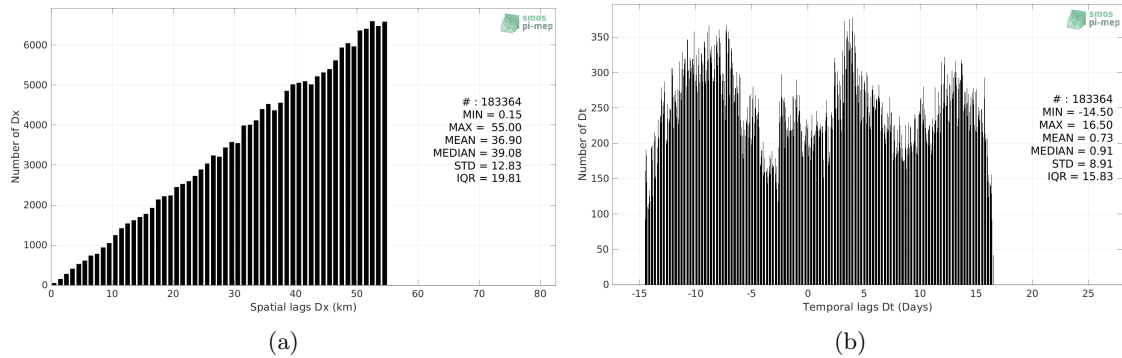 smos
pi-mep
6000
5000
4000
3000
2000
1000
0
Number of Dx
# : 183364
MIN = 0.15
MAX = 55.00
MEAN = 36.90
MEDIAN = 39.08
STD = 12.83
IQR = 19.81
0 10 20 30 40 50 60 70 80
Spatial lags Dx (km)
(a)
smos
pi-mep
350
300
250
200
150
100
50
0
Number of Dt
# : 183364
MIN = -14.50
MAX = 16.50
MEAN = 0.73
MEDIAN = 0.91
STD = 8.91
IQR = 15.83
-15 -10 -5 0 5 10 15 20 25
Temporal lags Dt (Days)
(b)